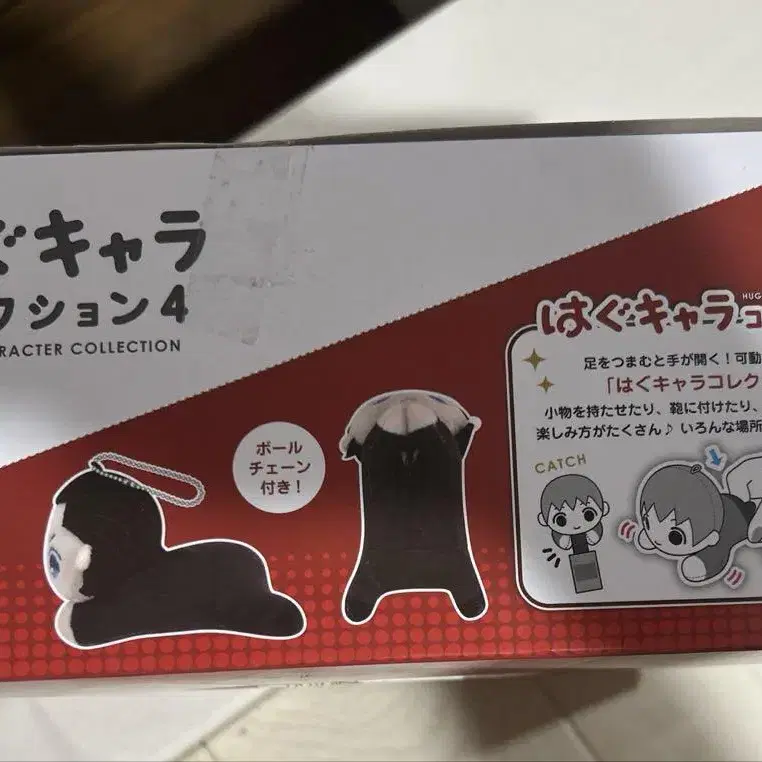 ぐキャラ
クション4
ARACTER COLLECTION
ボール
チェーン
付き!
はぐキャラコ
HUG
足をつまむと手が開く!可動
「はぐキャラコレク
小物を持たせたり、鞄に付けたり、
楽しみ方がたくさん♪いろんな場所
CATCH